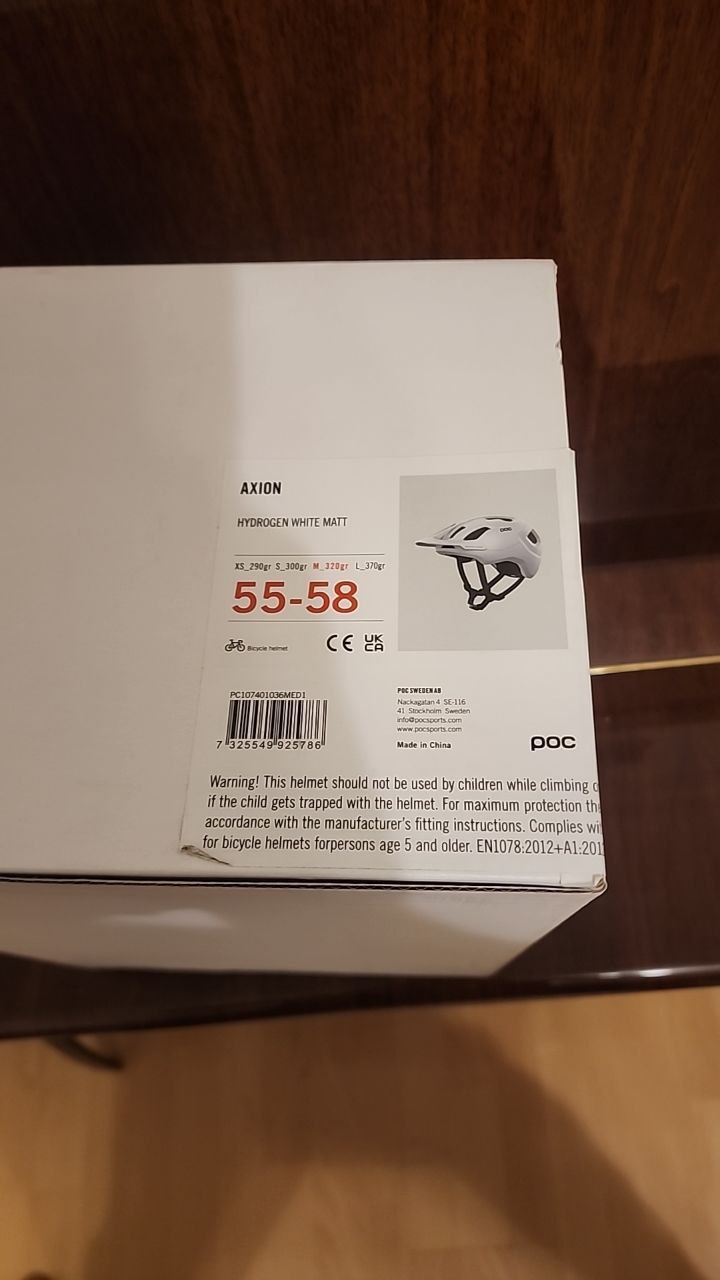 AXION
HYDROGEN WHITE MATT
XS_290gr S_300gr M_320gr L_370gr
55-58
Bicycle helmet
CE UK CA
poc
PC107401036MED1
7 325549 925786
POC SWEDEN AB
Nackagatan 4 SE-116
41 Stockholm Sweden
info@pocsports.com
www.pocsports.com
Made in China
poc
Warning! This helmet should not be used by children while climbing
if the child gets trapped with the helmet. For maximum protection
accordance with the manufacturer's fitting instructions. Complies
for bicycle helmets forpersons age 5 and older. EN1078:2012+A1:201